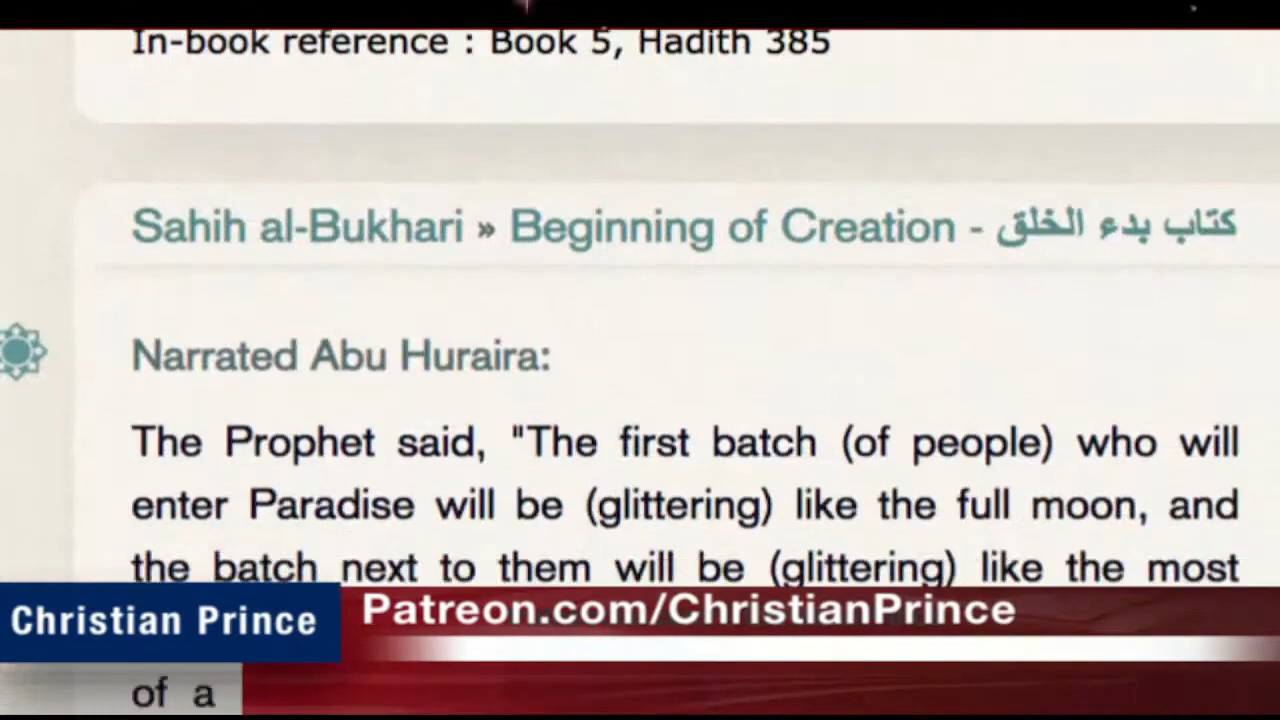 In-book reference : Book 5, Hadith 385
Sahih al-Bukhari » Beginning of Creation - كتاب بدء الخلق
Narrated Abu Huraira:
The Prophet said, "The first batch (of people) who will
enter Paradise will be (glittering) like the full moon, and
the batch next to them will be (glittering) like the most
Christian Prince
Patreon.com/ChristianPrince
of a